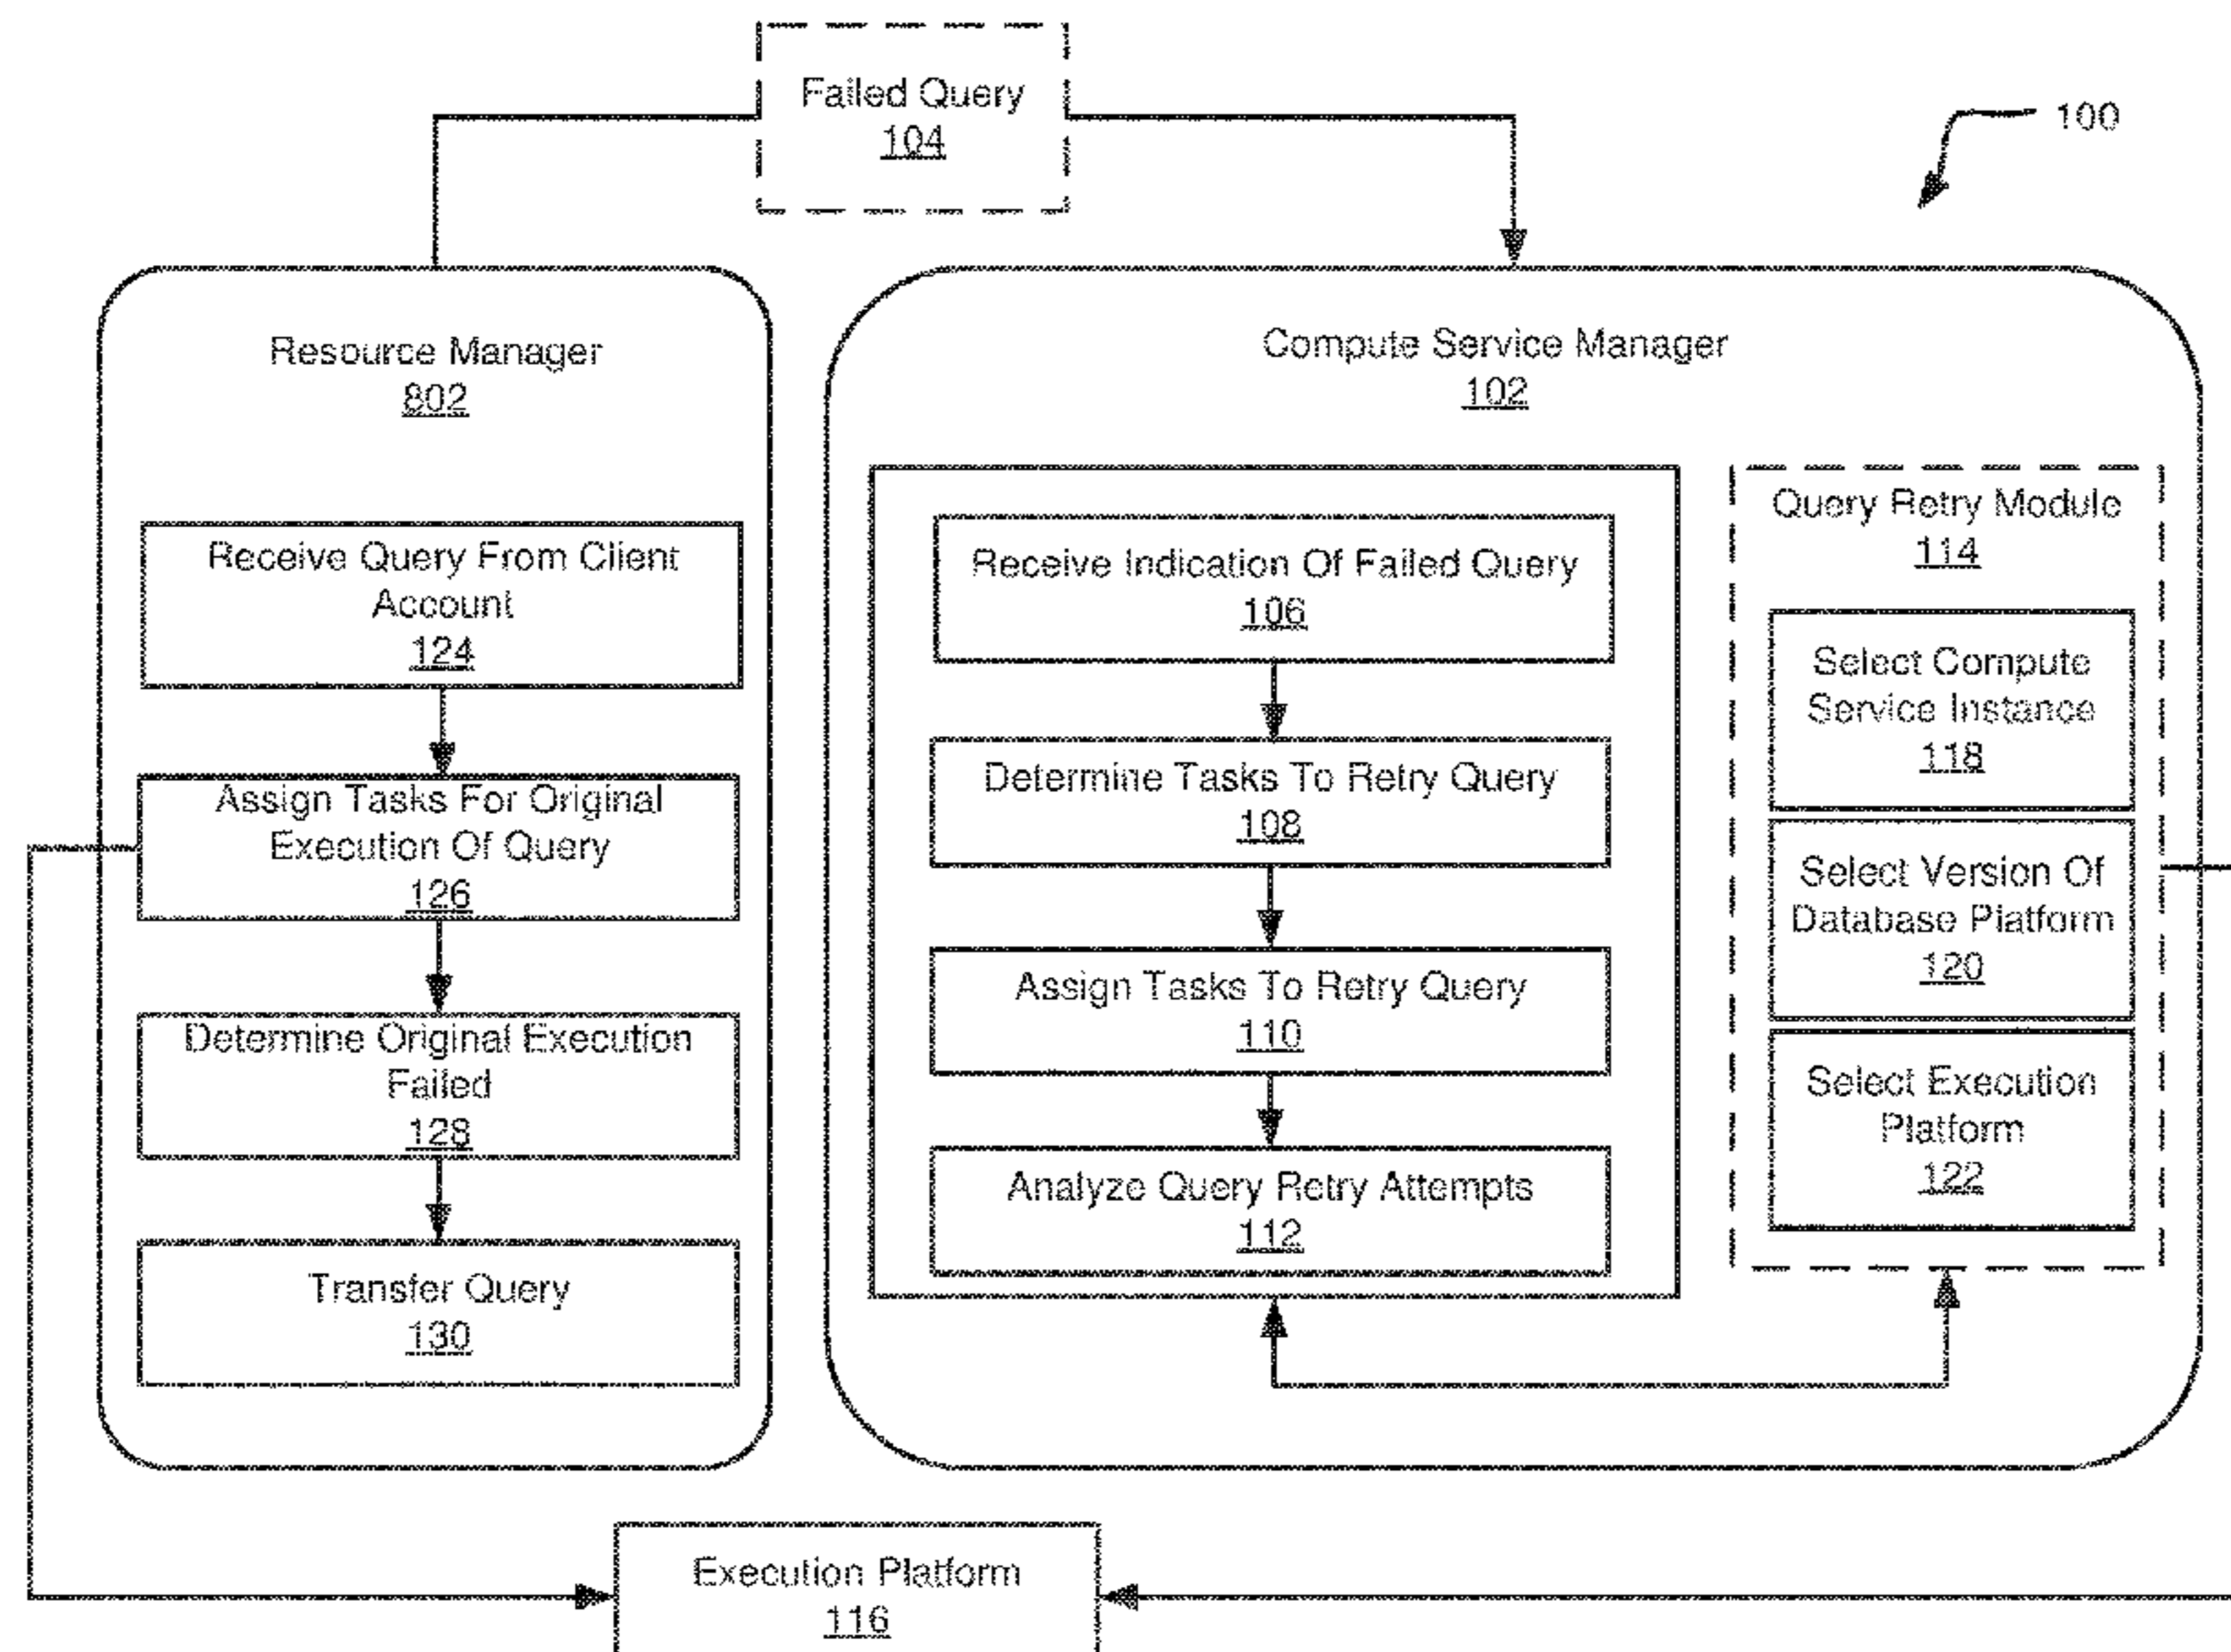 Failed Query
104
100
Resource Manager
802
Receive Query From Client
Account
124
Assign Tasks For Original
Execution Of Query
126
Determine Original Execution
Failed
128
Transfer Query
130
Compute Service Manager
102
Receive Indication Of Failed Query
106
Determine Tasks To Retry Query
108
Assign Tasks To Retry Query
110
Analyze Query Retry Attempts
112
Query Retry Module
114
Select Compute
Service Instance
118
Select Version Of
Database Platform
120
Select Execution
Platform
122
Execution Platform
116